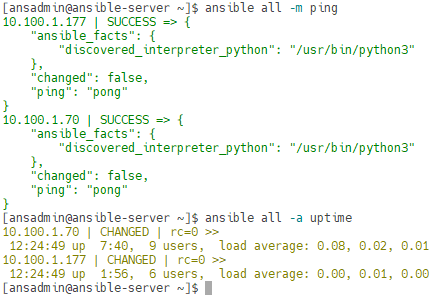 [ansadmin@ansible-server ~]$ ansible all -m ping
10.100.1.177 | SUCCESS => {
    "ansible_facts": {
        "discovered_interpreter_python": "/usr/bin/python3"
    },
    "changed": false,
    "ping": "pong"
}
10.100.1.70 | SUCCESS => {
    "ansible_facts": {
        "discovered_interpreter_python": "/usr/bin/python3"
    },
    "changed": false,
    "ping": "pong"
}
[ansadmin@ansible-server ~]$ ansible all -a uptime
10.100.1.70 | CHANGED | rc=0 >>
 12:24:49 up  7:40,  9 users,  load average: 0.08, 0.02, 0.01
10.100.1.177 | CHANGED | rc=0 >>
 12:24:49 up  1:56,  6 users,  load average: 0.00, 0.01, 0.00
[ansadmin@ansible-server ~]$